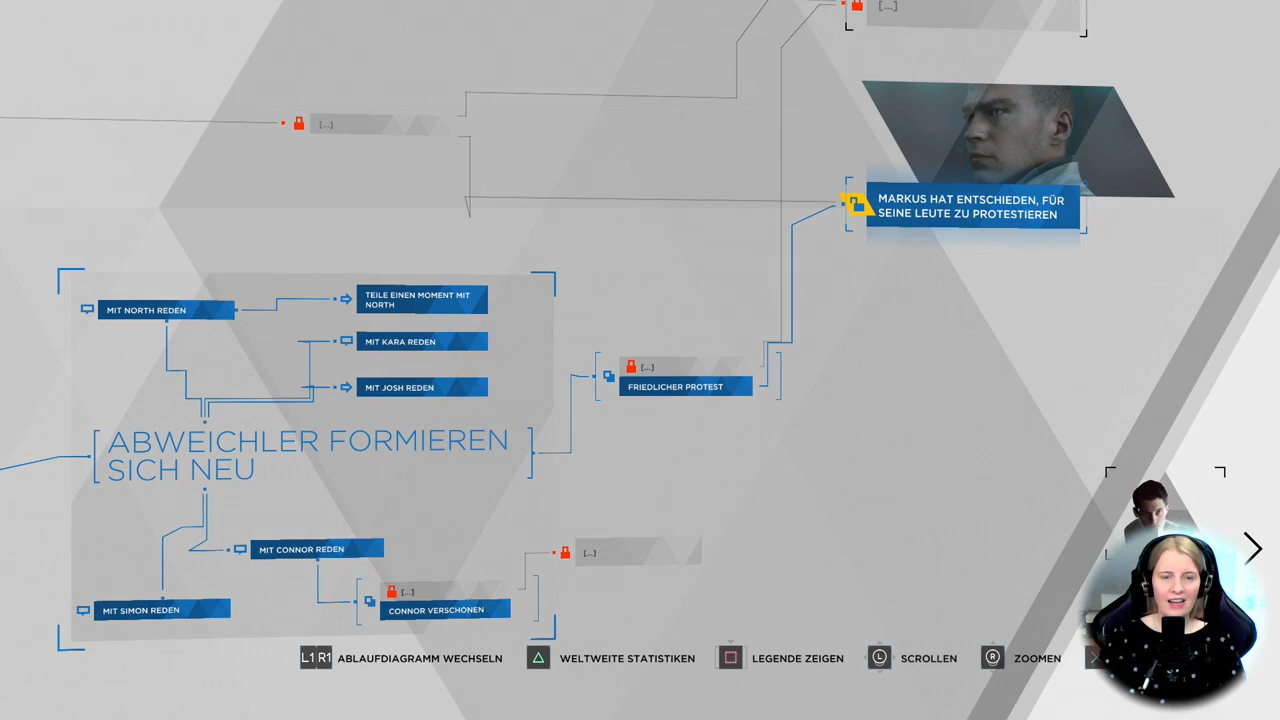 [...]
[...]
MARKUS HAT ENTSCHIEDEN, FÜR
SEINE LEUTE ZU PROTESTIEREN
MIT NORTH REDEN
TEILE EINEN MOMENT MIT
NORTH
MIT KARA REDEN
MIT JOSH REDEN
[...]
FRIEDLICHER PROTEST
ABWEICHLER FORMIEREN
SICH NEU
MIT CONNOR REDEN
[...]
[...]
CONNOR VERSCHONEN
MIT SIMON REDEN
L1 R1 ABLAUFDIAGRAMM WECHSELN
WELTWEITE STATISTIKEN
LEGENDE ZEIGEN
L SCROLLEN
R ZOOMEN